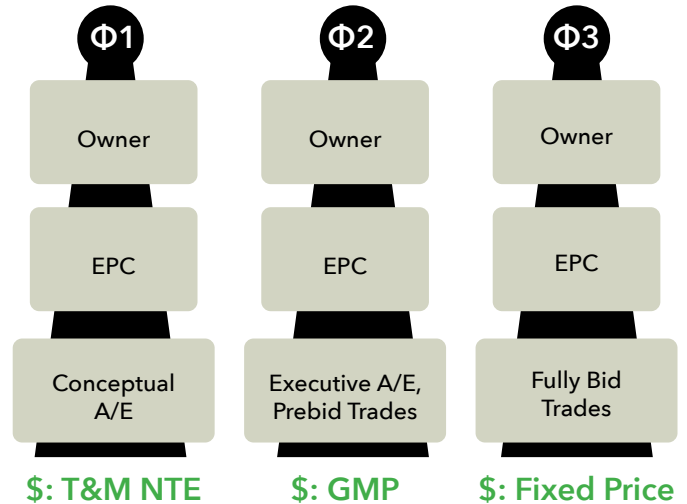 Φ1
Φ2
Φ3
Owner
Owner
Owner
EPC
EPC
EPC
Conceptual
A/E
Executive A/E,
Prebid Trades
Fully Bid
Trades
$: T&M NTE
$: GMP
$: Fixed Price